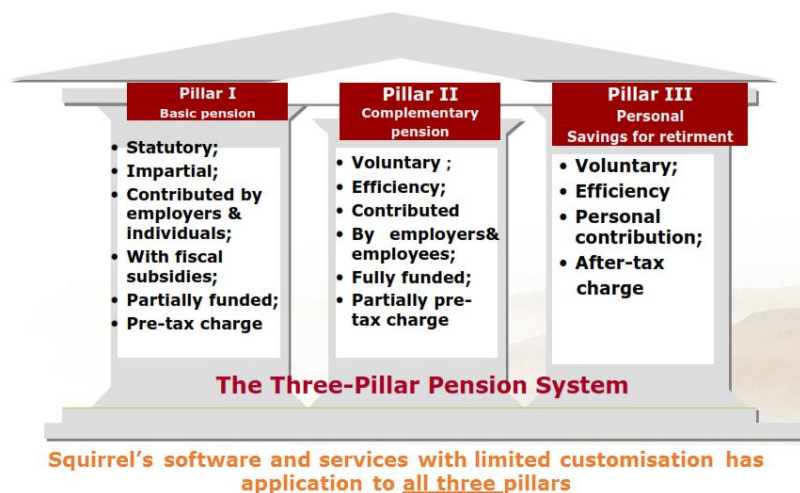 Pillar I
Basic pension
• Statutory;
• Impartial;
• Contributed by
employers &
individuals;
• With fiscal
subsidies;
• Partially funded;
• Pre-tax charge
Pillar II
Complementary
pension
• Voluntary ;
• Efficiency;
• Contributed
• By employers&
employees;
• Fully funded;
• Partially pre-
tax charge
Pillar III
Personal
Savings for retirment
• Voluntary;
• Efficiency
• Personal
contribution;
• After-tax
charge
The Three-Pillar Pension System
Squirrel's software and services with limited customisation has
application to all three pillars